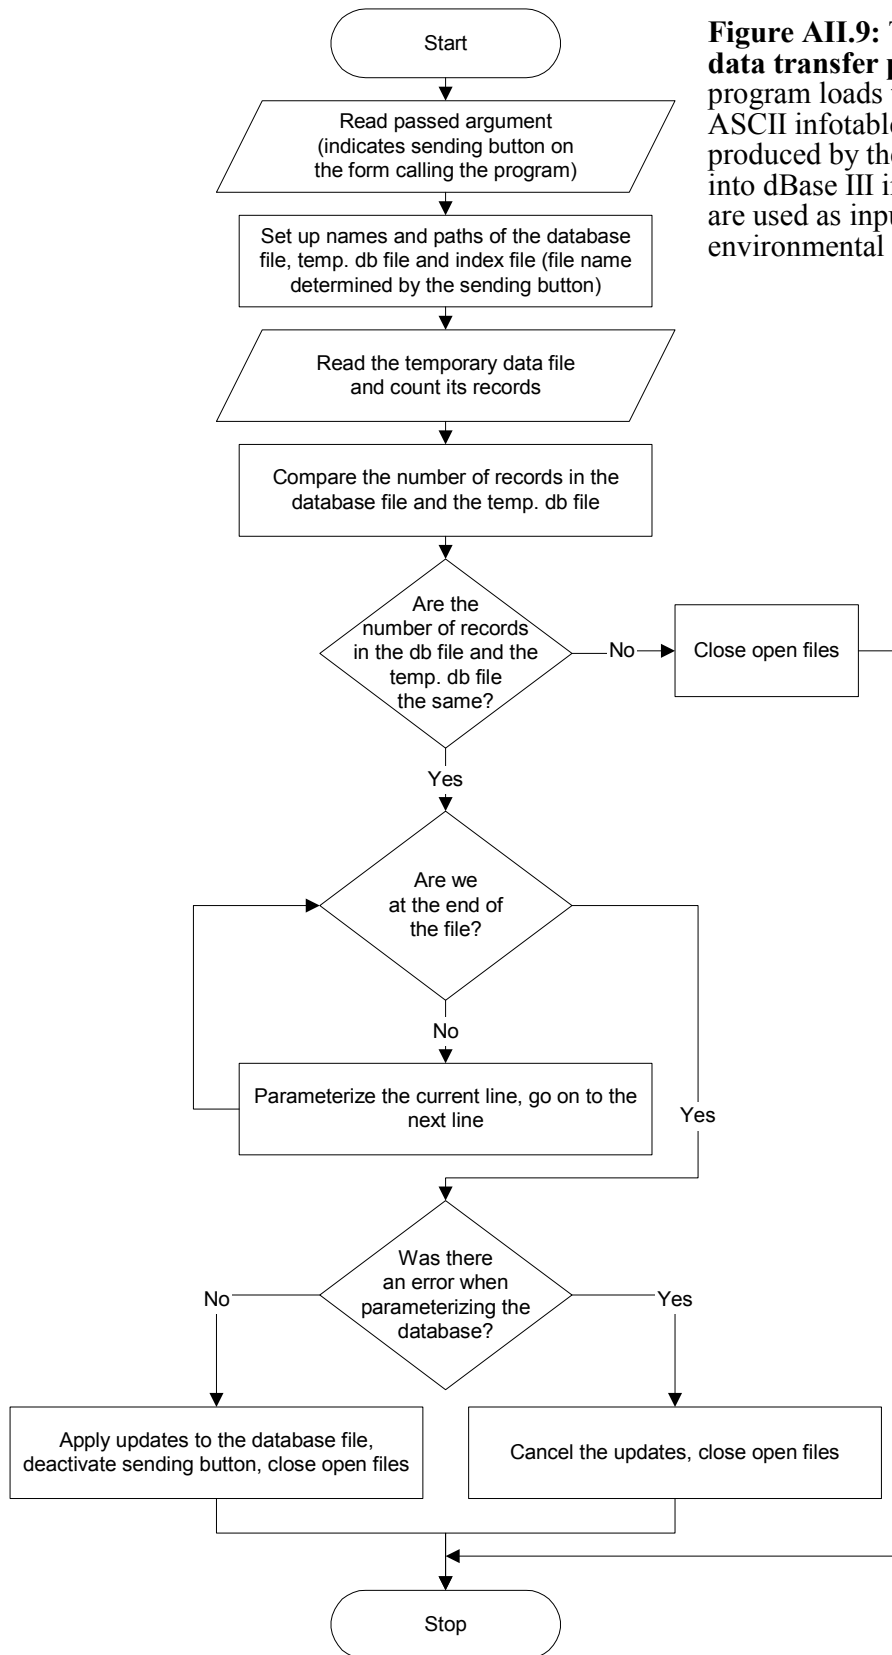 Start
Figure AII.9:
data transfer
program loads
ASCII infotable
produced by the
into dBase III
are used as
environmental
Read passed argument
(indicates sending button on
the form calling the program)
Set up names and paths of the database
file, temp. db file and index file (file name
determined by the sending button)
Read the temporary data file
and count its records
Compare the number of records in the
database file and the temp. db file
Are the
number of records
in the db file and the
temp. db file
the same?
No
Close open files
Yes
Are we
at the end of
the file?
No
Parameterize the current line, go on to the
next line
Yes
Was there
an error when
parameterizing the
database?
No
Yes
Apply updates to the database file,
deactivate sending button, close open files
Cancel the updates, close open files
Stop